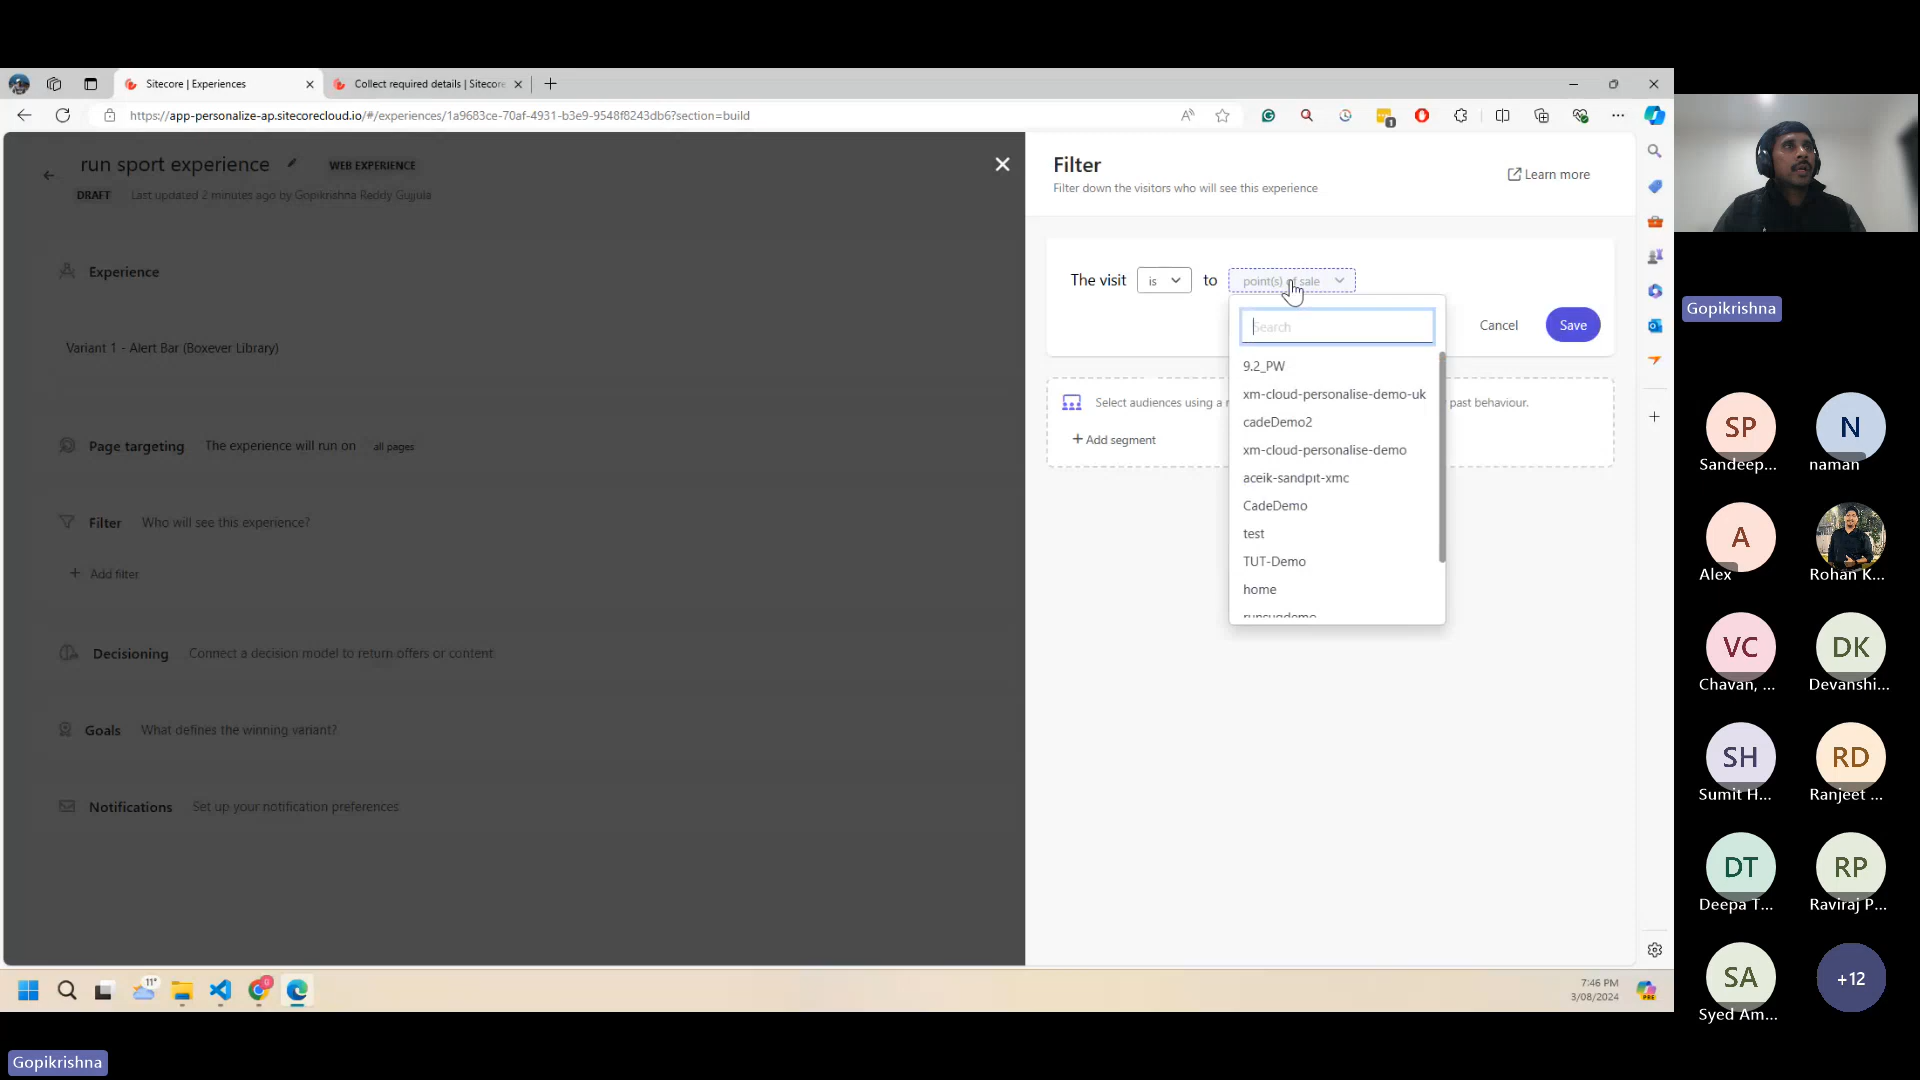 Sitecore | Experiences
Collect required details | Sitecore
https://app-personalize-ap.sitecorecloud.io/#/experiences/1a9683ce-70af-4931-b3e9-9548f8243db6?section=build
run sport experience
WEB EXPERIENCE
DRAFT
Last updated 2 minutes ago by Gopikrishna Reddy Gujjula
Experience
Variant 1 - Alert Bar (Boxever Library)
Page targeting
The experience will run on
all pages
Filter
Who will see this experience?
+ Add filter
Decisioning
Connect a decision model to return offers or content
Goals
What defines the winning variant?
Notifications
Set up your notification preferences
Filter
Filter down the visitors who will see this experience
Learn more
The visit
is
to
point(s) of sale
Search
Cancel
Save
9.2_PW
xm-cloud-personalise-demo-uk
cadeDemo2
xm-cloud-personalise-demo
aceik-sandpit-xmc
CadeDemo
test
TUT-Demo
home
Select audiences using a
past behaviour.
+ Add segment
1
11°
7:46 PM
3/08/2024
PRE
Gopikrishna
SP
Sandeep...
N
naman
A
Alex
Rohan K...
VC
Chavan, ...
DK
Devanshi...
SH
Sumit H...
RD
Ranjeet ...
DT
Deepa T...
RP
Raviraj P...
SA
Syed Am...
+12
Gopikrishna